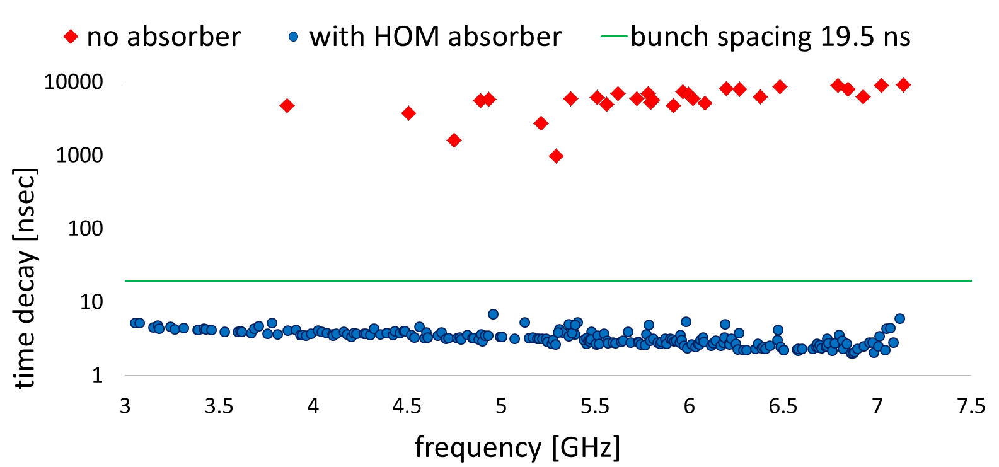 no absorber with HOM absorber bunch spacing 19.5 ns
10000
1000
100
10
1
time decay [nsec]
3 3.5 4 4.5 5 5.5 6 6.5 7 7.5
frequency [GHz]